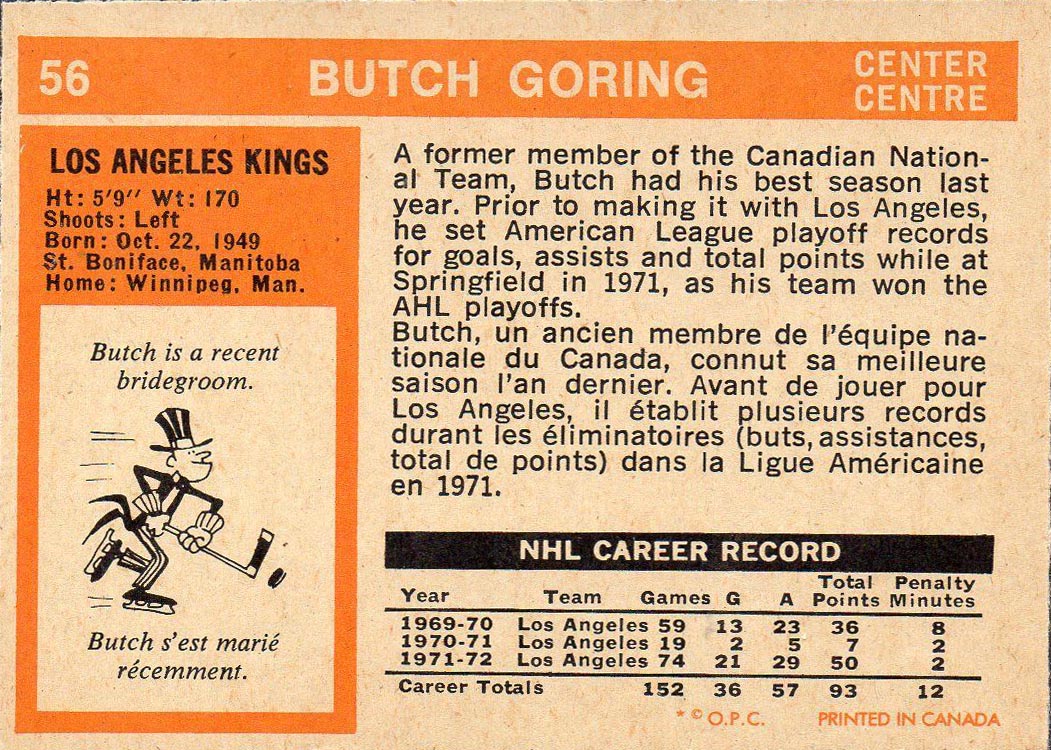 56
BUTCH GORING
CENTER
CENTRE
LOS ANGELES KINGS
Ht: 5'9" Wt: 170
Shoots: Left
Born: Oct. 22, 1949
St. Boniface, Manitoba
Home: Winnipeg, Man.
Butch is a recent
bridegroom.
Butch s'est marié
récemment.
A former member of the Canadian Nation-
al Team, Butch had his best season last
year. Prior to making it with Los Angeles,
he set American League playoff records
for goals, assists and total points while at
Springfield in 1971, as his team won the
AHL playoffs.
Butch, un ancien membre de l'équipe na-
tionale du Canada, connut sa meilleure
saison l'an dernier. Avant de jouer pour
Los Angeles, il établit plusieurs records
durant les éliminatoires (buts, assistances,
total de points) dans la Ligue Américaine
en 1971.
NHL CAREER RECORD
Year Team Games G A Total Points Penalty Minutes
1969-70 Los Angeles 59 13 23 36 8
1970-71 Los Angeles 19 2 5 7 2
1971-72 Los Angeles 74 21 29 50 2
Career Totals 152 36 57 93 12
* © O.P.C. PRINTED IN CANADA